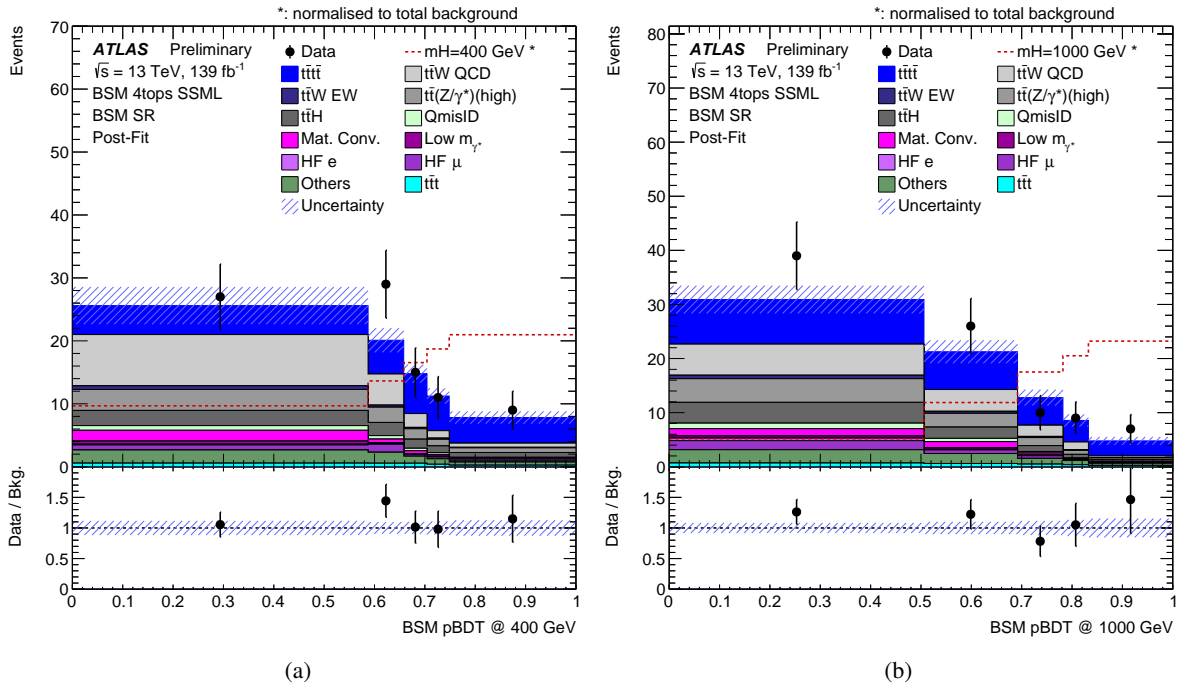 *: normalised to total background
Events
70
60
50
40
30
20
10
0
ATLAS Preliminary
√s = 13 TeV, 139 fb⁻¹
BSM 4tops SSML
BSM SR
Post-Fit
Data
mH=400 GeV *
tt̄tt̄
tt̄W QCD
tt̄W EW
tt̄(Z/γ*)(high)
tt̄H
QmisID
Mat. Conv.
Low m_γ*
HF e
HF μ
Others
tt̄t
Uncertainty
Data / Bkg.
1.5
1
0.5
0
0 0.1 0.2 0.3 0.4 0.5 0.6 0.7 0.8 0.9 1
BSM pBDT @ 400 GeV
(a)
*: normalised to total background
Events
80
70
60
50
40
30
20
10
0
ATLAS Preliminary
√s = 13 TeV, 139 fb⁻¹
BSM 4tops SSML
BSM SR
Post-Fit
Data
mH=1000 GeV *
tt̄tt̄
tt̄W QCD
tt̄W EW
tt̄(Z/γ*)(high)
tt̄H
QmisID
Mat. Conv.
Low m_γ*
HF e
HF μ
Others
tt̄t
Uncertainty
Data / Bkg.
1.5
1
0.5
0
0 0.1 0.2 0.3 0.4 0.5 0.6 0.7 0.8 0.9 1
BSM pBDT @ 1000 GeV
(b)